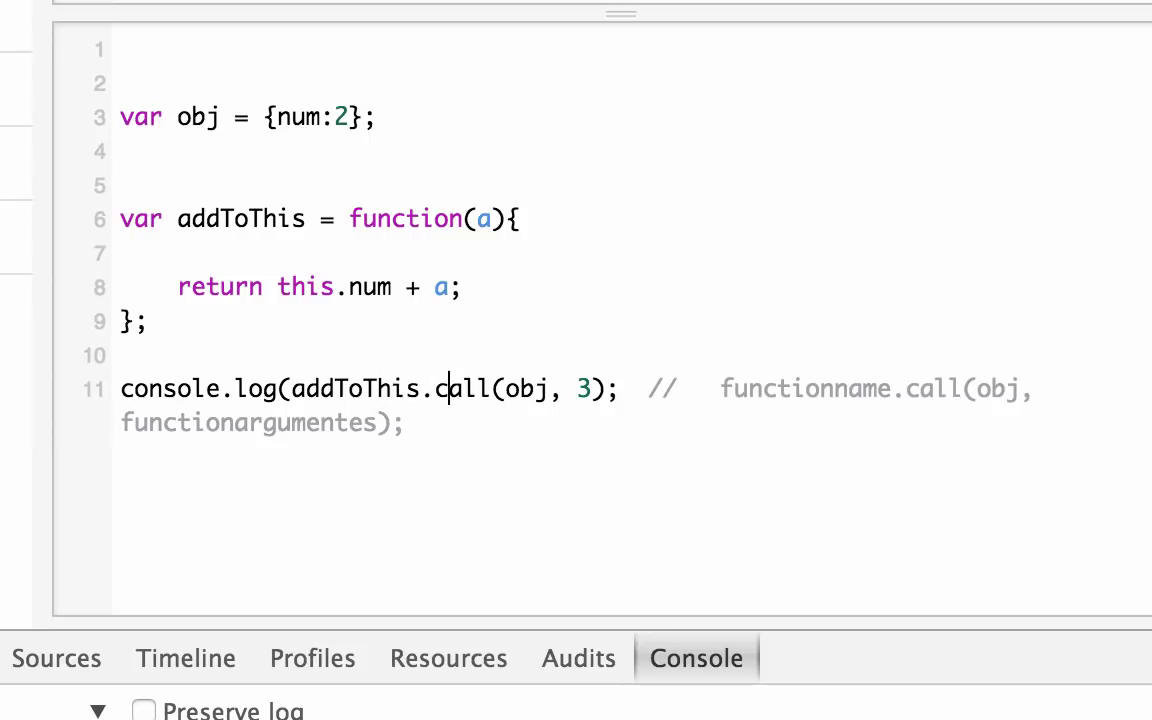 1
2
3 var obj = {num:2};
4
5
6 var addToThis = function(a){
7
8 return this.num + a;
9 };
10
11 console.log(addToThis.call(obj, 3); // functionname.call(obj,
functionargumentes);
Sources Timeline Profiles Resources Audits Console
▼ Preserve log